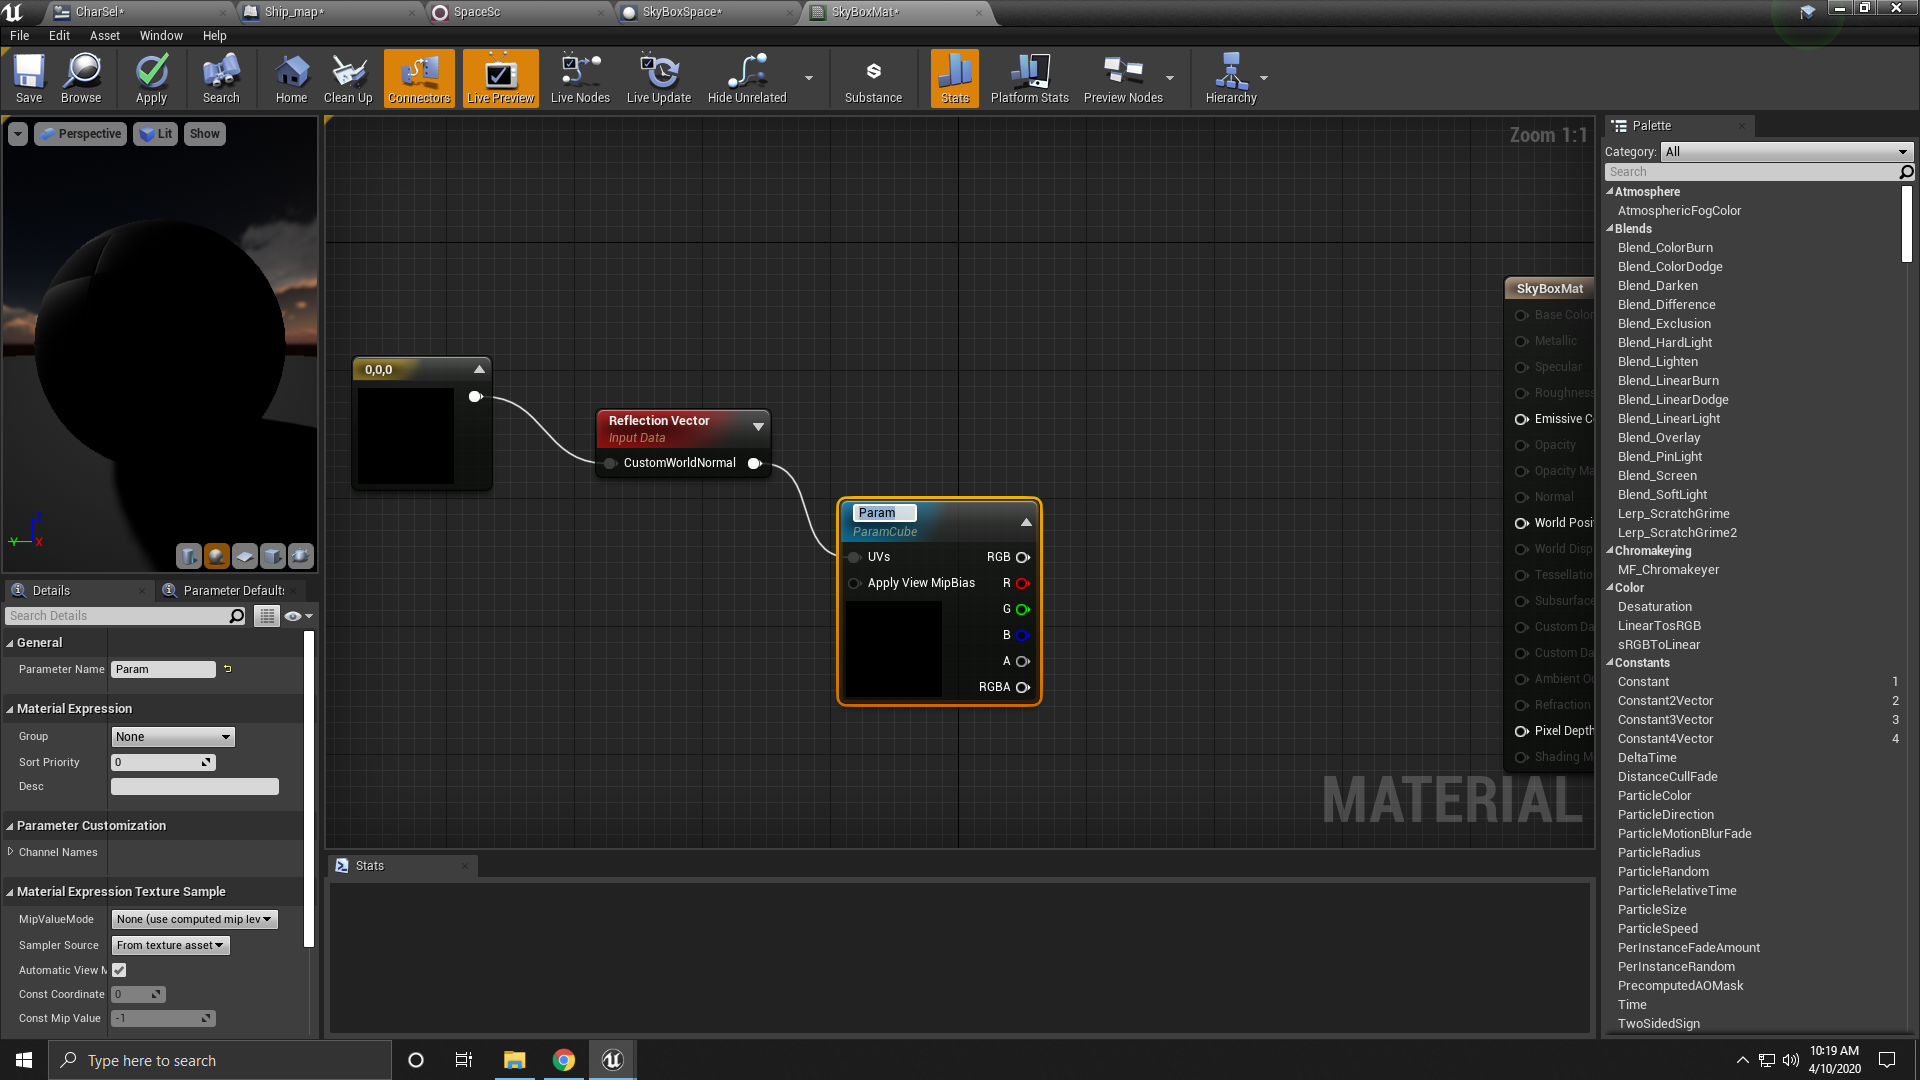 CharSel*
Ship_map*
SpaceSc
SkyBoxSpace*
SkyBoxMat*
File
Edit
Asset
Window
Help
Save
Browse
Apply
Search
Home
Clean Up
Connectors
Live Preview
Live Nodes
Live Update
Hide Unrelated
Substance
Stats
Platform Stats
Preview Nodes
Hierarchy
Perspective
Lit
Show
Z
Y
X
Zoom 1:1
0,0,0
Reflection Vector
Input Data
CustomWorldNormal
Param
ParamCube
UVs
RGB
Apply View MipBias
R
G
B
A
RGBA
SkyBoxMat
Base Color
Metallic
Specular
Roughness
Emissive C
Opacity
Opacity Ma
Normal
World Posi
World Disp
Tessellatio
Subsurface
Custom Da
Custom Da
Ambient Oc
Refraction
Pixel Depth
Shading M
MATERIAL
Details
Parameter Default
Search Details
General
Parameter Name
Param
Material Expression
Group
None
Sort Priority
0
Desc
Parameter Customization
Channel Names
Material Expression Texture Sample
MipValueMode
None (use computed mip lev
Sampler Source
From texture asset
Automatic View M
Const Coordinate
0
Const Mip Value
-1
Stats
Palette
Category:
All
Search
Atmosphere
AtmosphericFogColor
Blends
Blend_ColorBurn
Blend_ColorDodge
Blend_Darken
Blend_Difference
Blend_Exclusion
Blend_HardLight
Blend_Lighten
Blend_LinearBurn
Blend_LinearDodge
Blend_LinearLight
Blend_Overlay
Blend_PinLight
Blend_Screen
Blend_SoftLight
Lerp_ScratchGrime
Lerp_ScratchGrime2
Chromakeying
MF_Chromakeyer
Color
Desaturation
LinearTosRGB
sRGBToLinear
Constants
Constant 1
Constant2Vector 2
Constant3Vector 3
Constant4Vector 4
DeltaTime
DistanceCullFade
ParticleColor
ParticleDirection
ParticleMotionBlurFade
ParticleRadius
ParticleRandom
ParticleRelativeTime
ParticleSize
ParticleSpeed
PerInstanceFadeAmount
PerInstanceRandom
PrecomputedAOMask
Time
TwoSidedSign
Type here to search
10:19 AM
4/10/2020